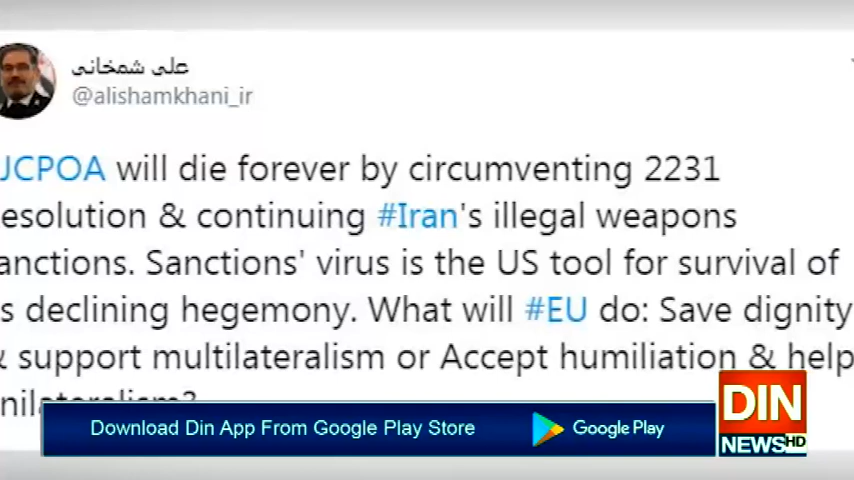 علی شمخانی
@alishamkhani_ir
JCPOA will die forever by circumventing 2231
esolution & continuing #Iran's illegal weapons
anctions. Sanctions' virus is the US tool for survival of
s declining hegemony. What will #EU do: Save dignity
& support multilateralism or Accept humiliation & help
nilateralism?
Download Din App From Google Play Store
Google Play
DIN
NEWS HD